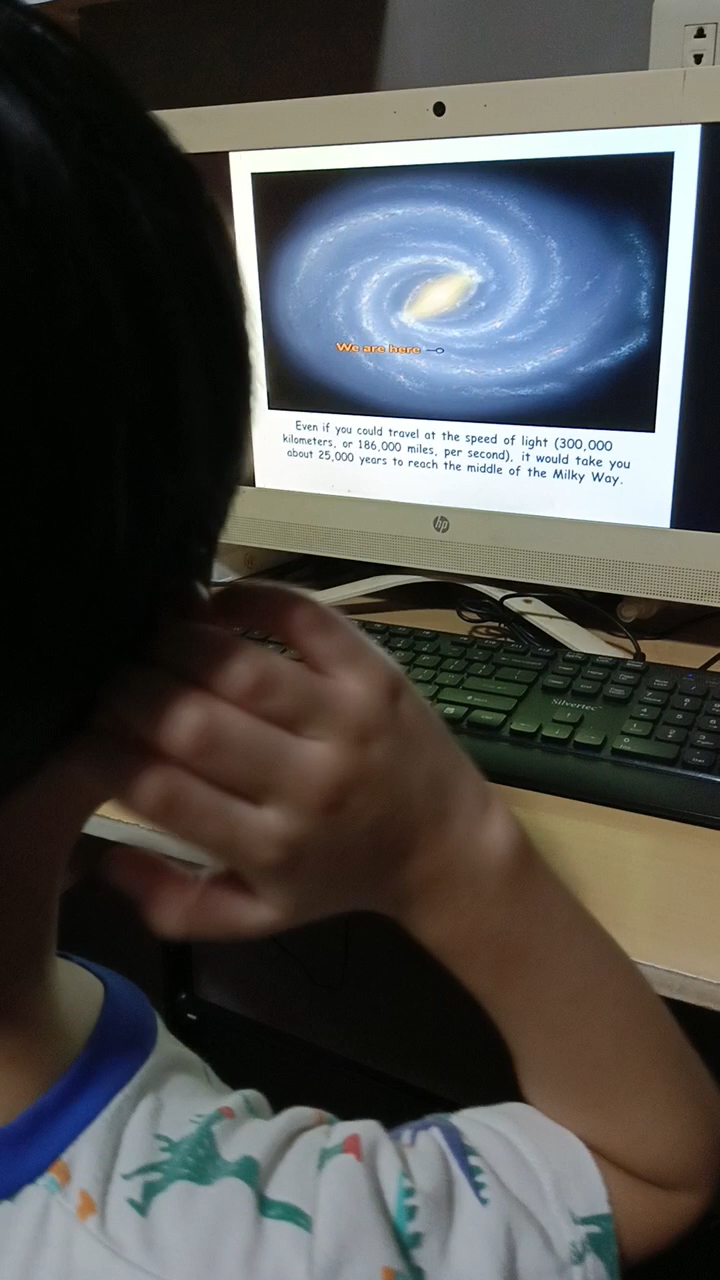 We are here
Even if you could travel at the speed of light (300,000
kilometers, or 186,000 miles, per second), it would take you
about 25,000 years to reach the middle of the Milky Way.
hp
Silvertec